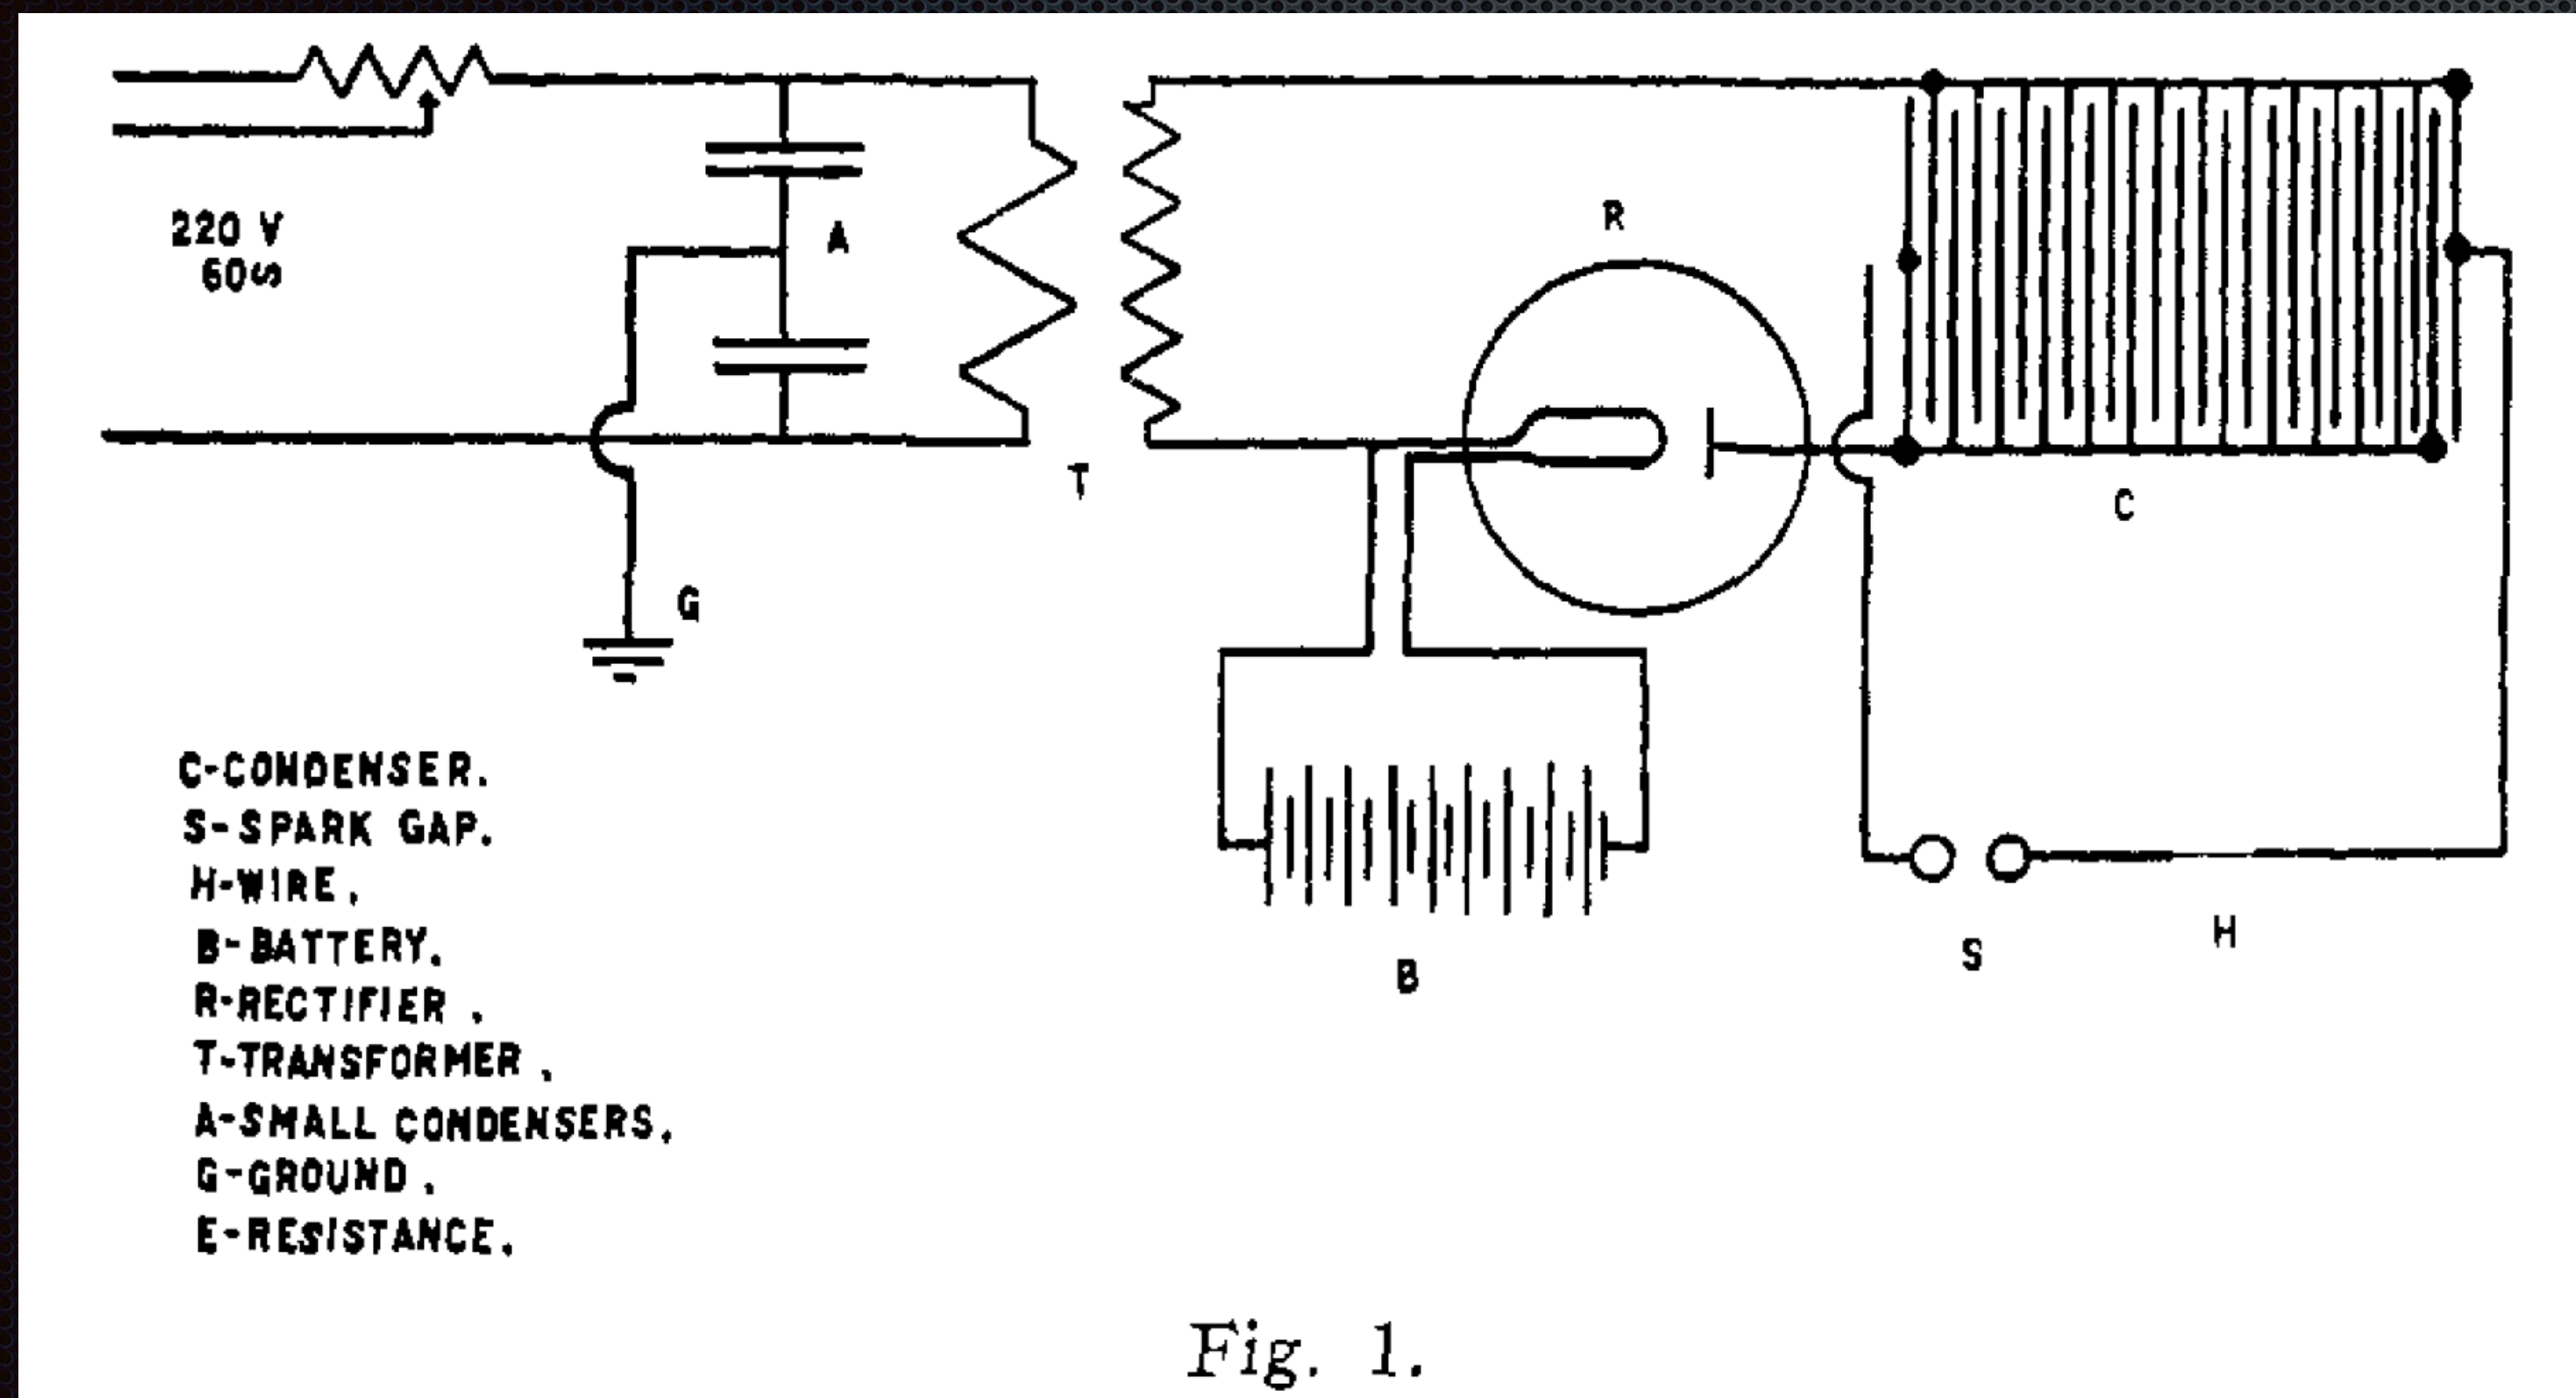 220 V
60∾
A
T
G
R
C
B
S
H
C-CONDENSER.
S-SPARK GAP.
H-WIRE.
B-BATTERY.
R-RECTIFIER.
T-TRANSFORMER.
A-SMALL CONDENSERS.
G-GROUND.
E-RESISTANCE.
Fig. 1.